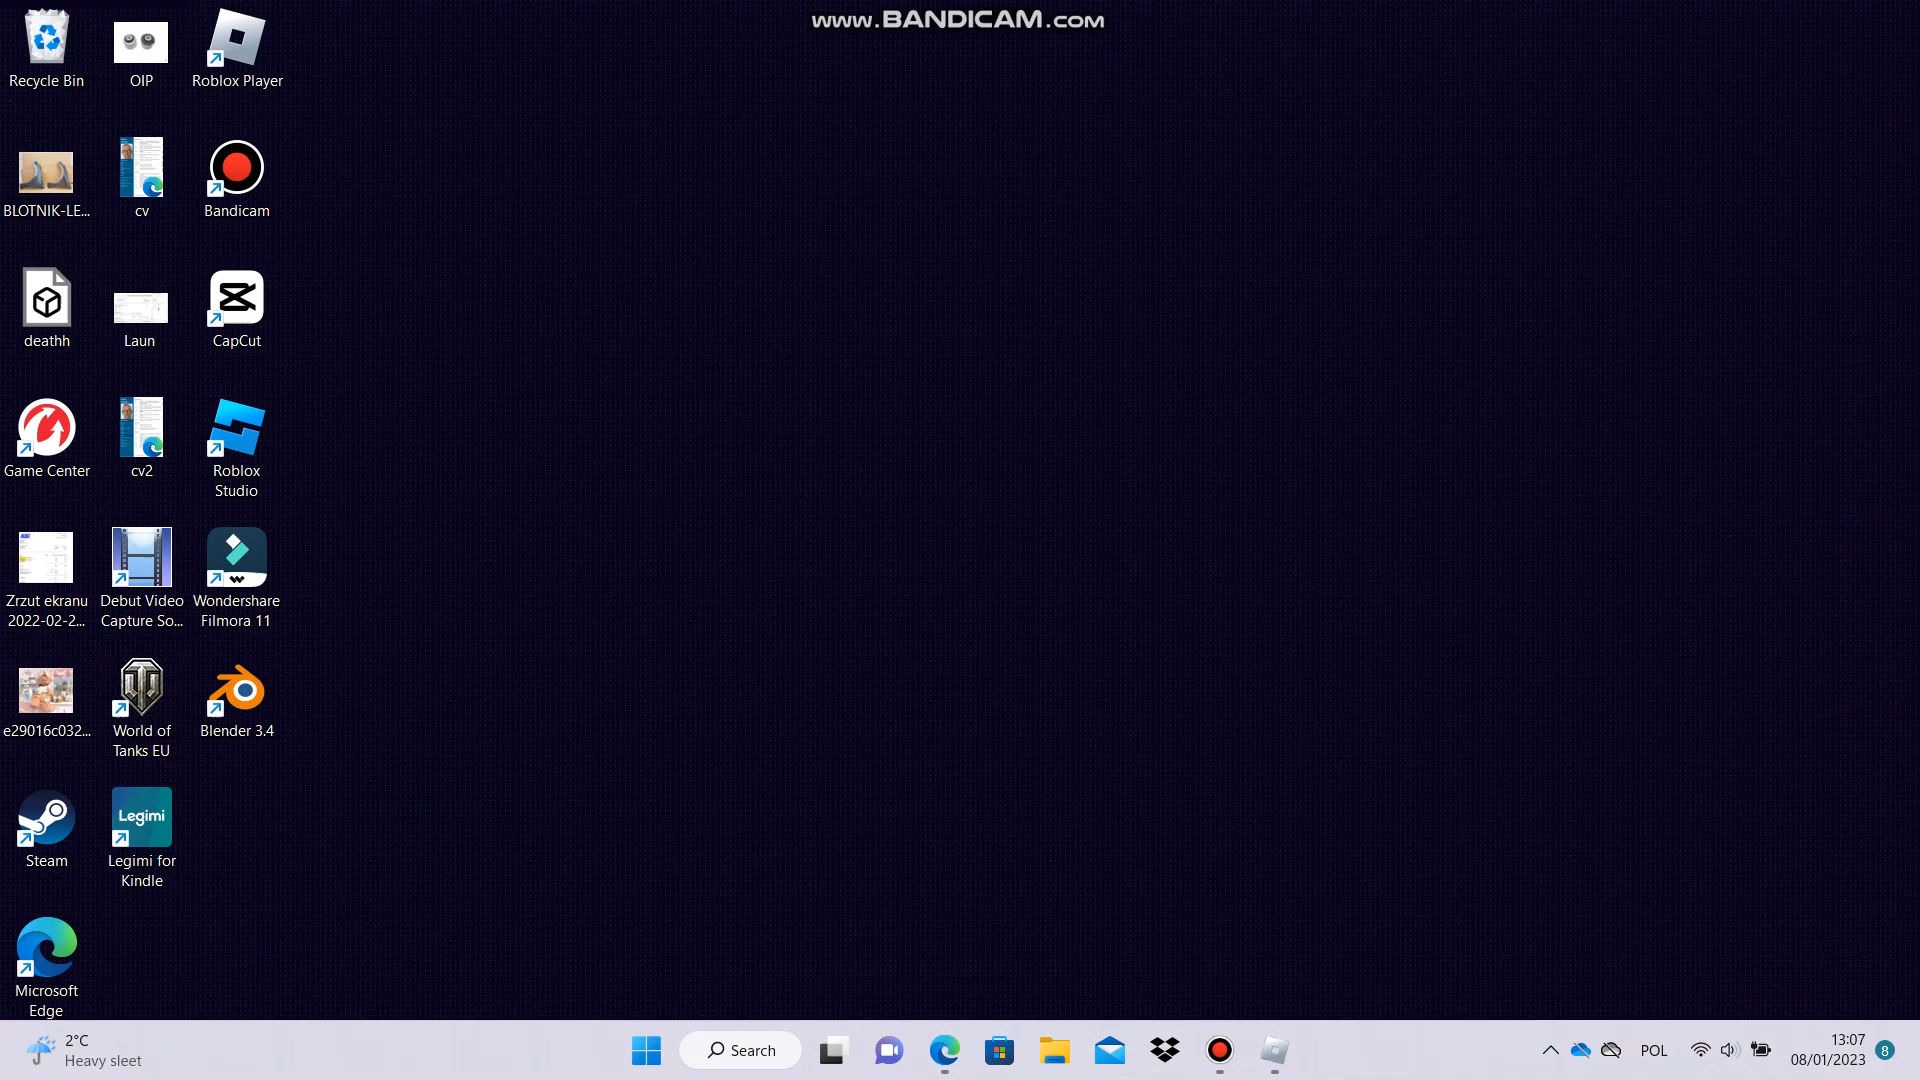 www.BANDICAM.com
Recycle Bin
OIP
Roblox Player
BLOTNIK-LE...
cv
Bandicam
deathh
Laun
CapCut
Game Center
cv2
Roblox
Studio
Zrzut ekranu
2022-02-2...
Debut Video
Capture So...
Wondershare
Filmora 11
e29016c032...
World of
Tanks EU
Blender 3.4
Steam
Legimi
Legimi for
Kindle
Microsoft
Edge
2°C
Heavy sleet
Search
POL
13:07
08/01/2023
8